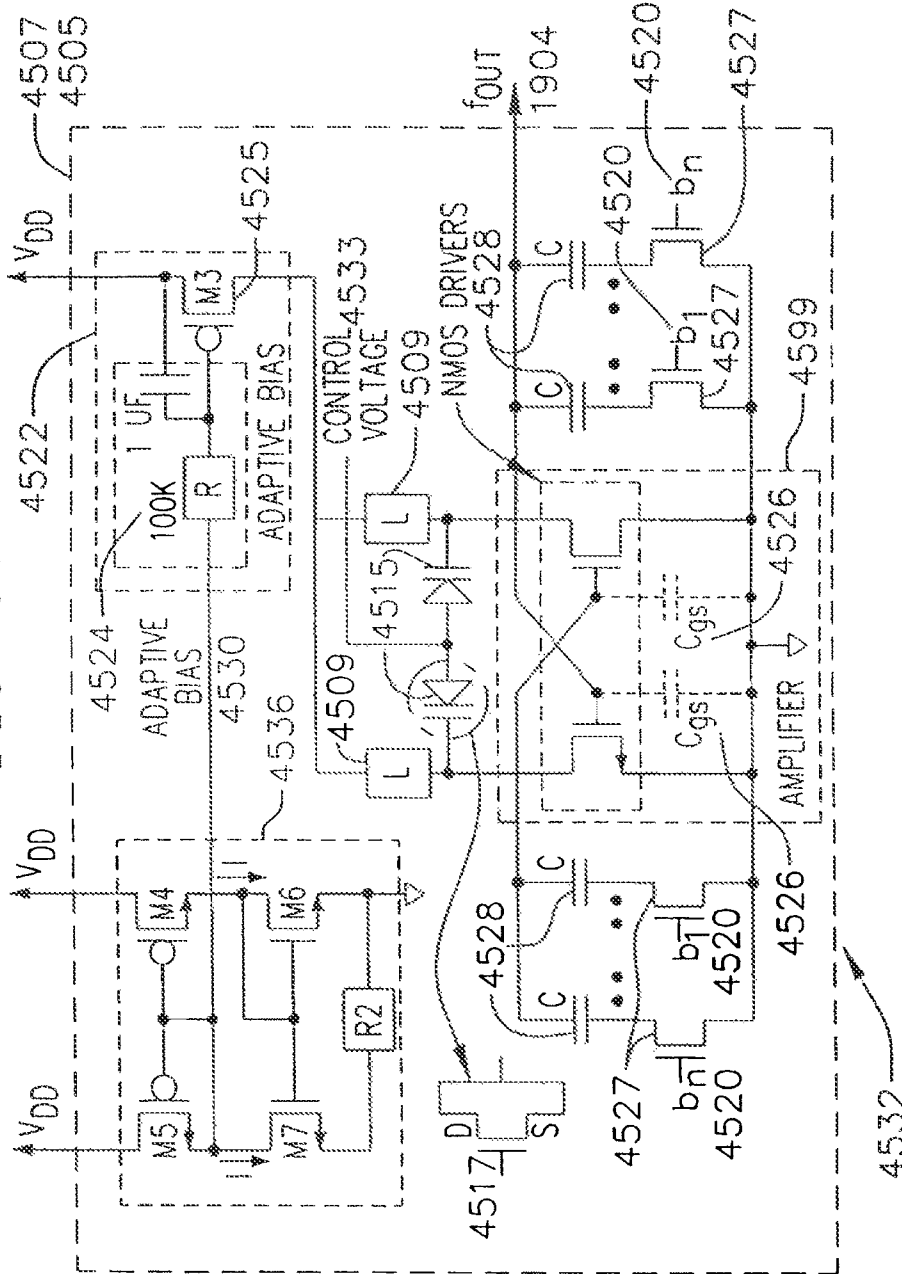 4507
4505
VDD
VDD
VDD
4522
4524
100K
R
1 UF
M3
4525
ADAPTIVE BIAS
ADAPTIVE
BIAS
4530
4536
M5
M4
I
I
M7
M6
R2
CONTROL
VOLTAGE
4533
4509
4509
L
L
4515
NMOS DRIVERS
4528
fOUT
1904
C
C
C
C
4528
4517
D
S
Cgs
Cgs
4526
4526
AMPLIFIER
4599
4520
b1
4527
4520
bn
4527
b1
4520
bn
4520
4527
4532